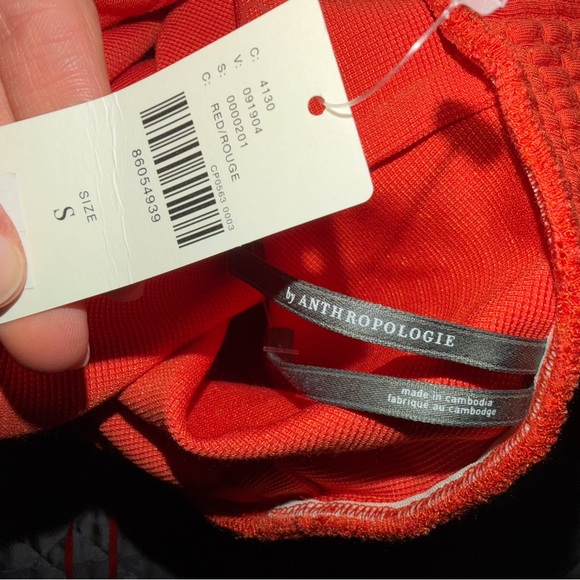 C: 4130
V: 091904
S: 0000201
C: RED/ROUGE
CP0563 0003
86054939
SIZE
S
by ANTHROPOLOGIE
made in cambodia
fabriqué au cambodge